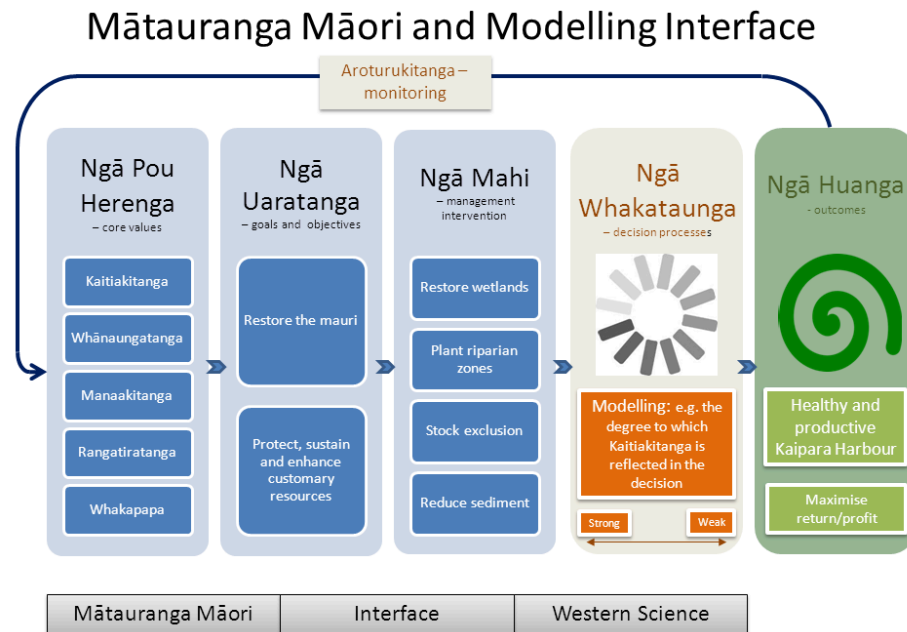 Mātauranga Māori and Modelling Interface
Aroturukitanga –
monitoring
Ngā Pou
Herenga
– core values
Kaitiakitanga
Whānaungatanga
Manaakitanga
Rangatiratanga
Whakapapa
Ngā
Uaratanga
– goals and objectives
Restore the mauri
Protect, sustain
and enhance
customary
resources
Ngā Mahi
– management
intervention
Restore wetlands
Plant riparian
zones
Stock exclusion
Reduce sediment
Ngā
Whakataunga
– decision processes
Modelling: e.g. the
degree to which
Kaitiakitanga is
reflected in the
decision
Strong
Weak
Ngā Huanga
- outcomes
Healthy and
productive
Kaipara Harbour
Maximise
return/profit
Mātauranga Māori
Interface
Western Science